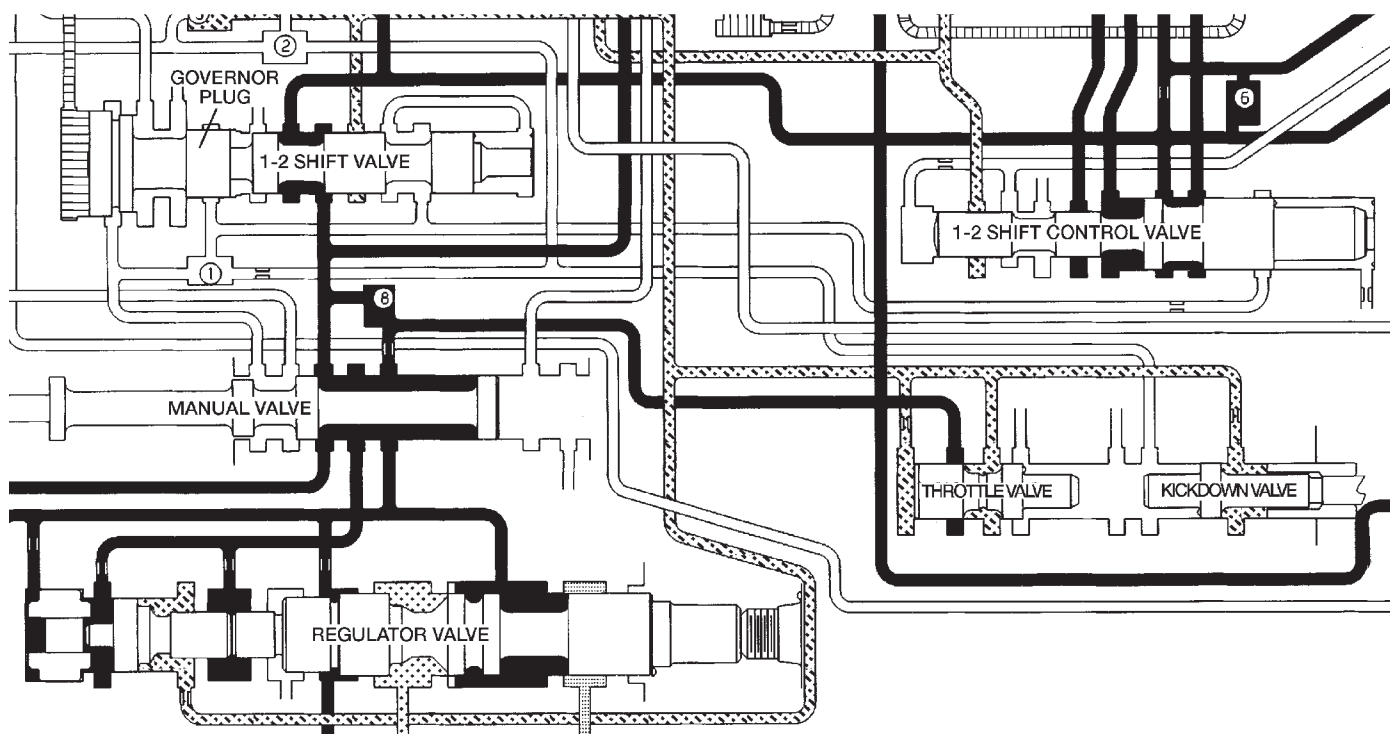 2
GOVERNOR
PLUG
6
1-2 SHIFT VALVE
1-2 SHIFT CONTROL VALVE
1
8
MANUAL VALVE
THROTTLE VALVE
KICKDOWN VALVE
REGULATOR VALVE